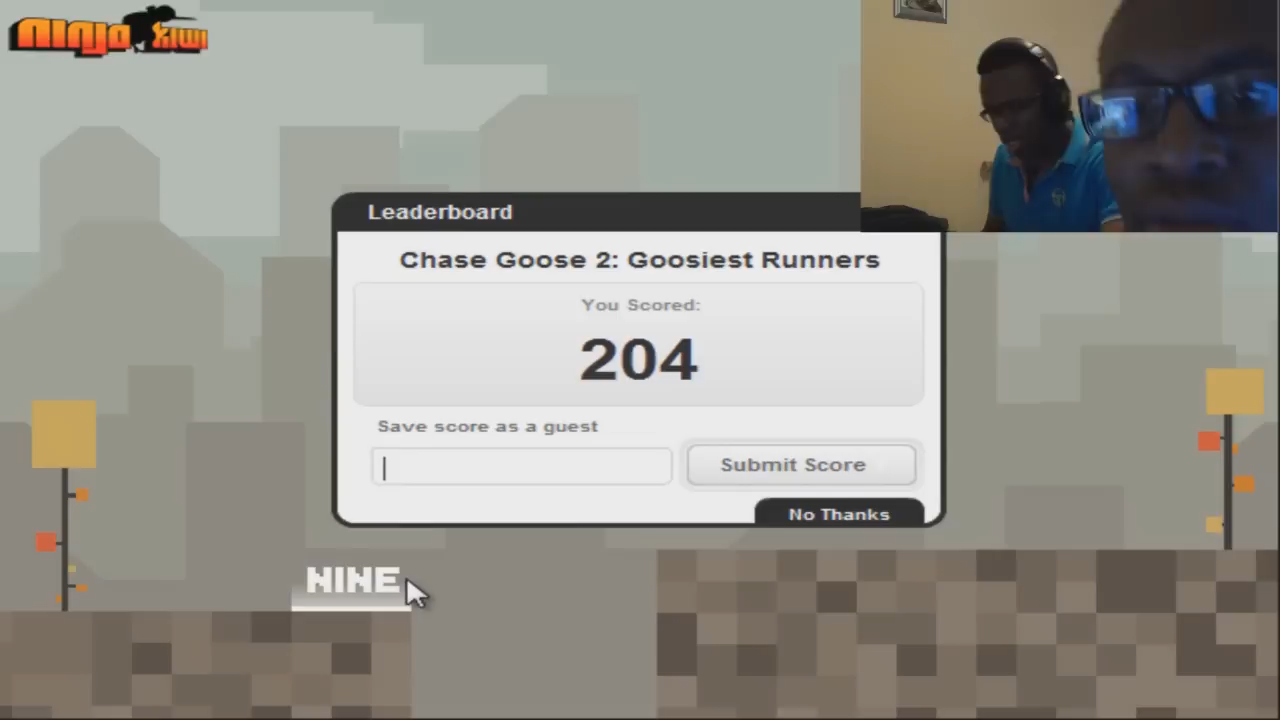 ninja kiwi
Leaderboard
Chase Goose 2: Goosiest Runners
You Scored:
204
Save score as a guest
Submit Score
No Thanks
NINE